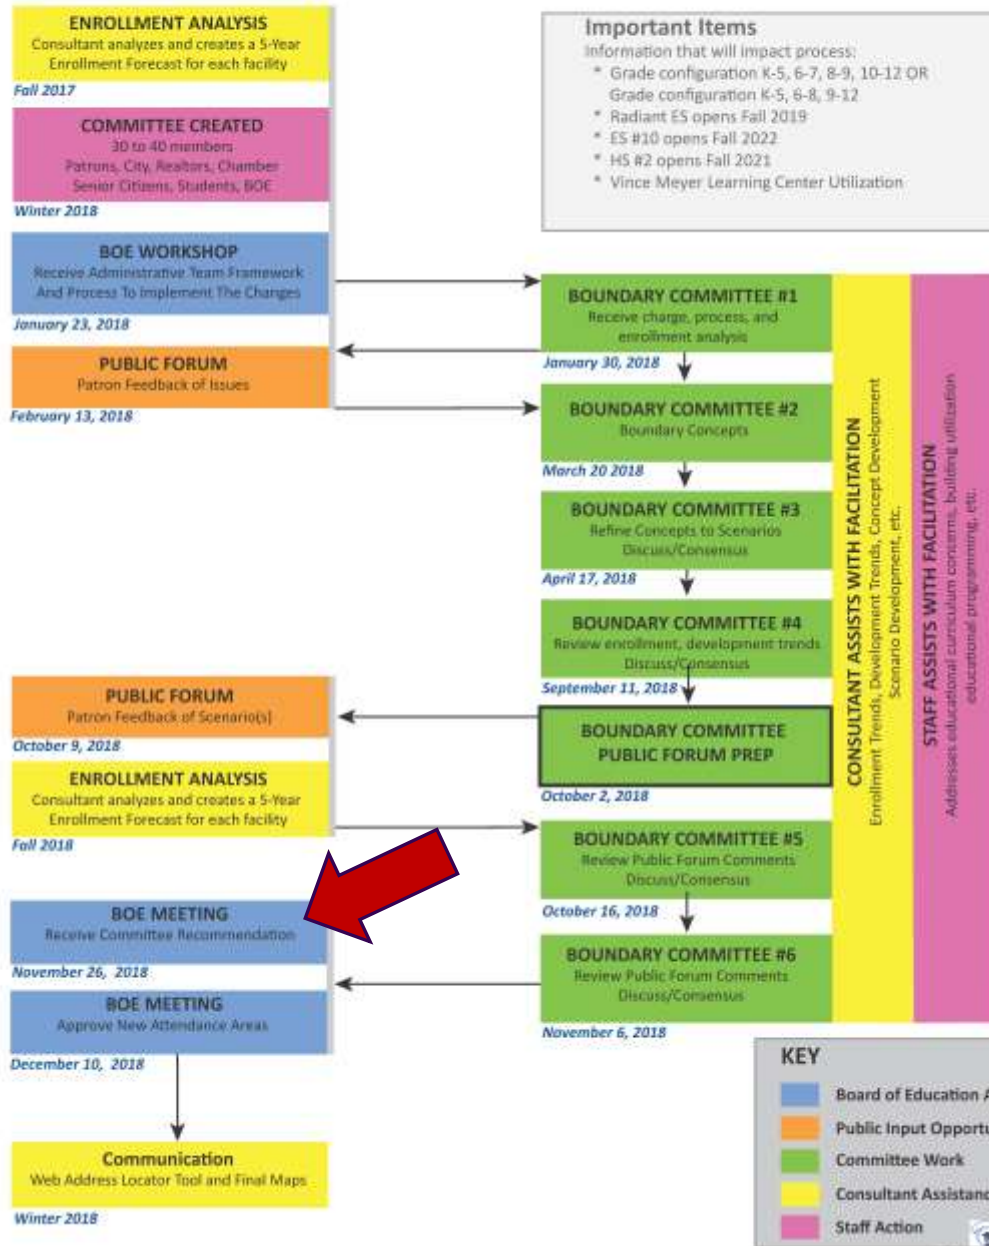 ENROLLMENT ANALYSIS
Consultant analyzes and creates a 5-Year
Enrollment Forecast for each facility
Fall 2017
COMMITTEE CREATED
30 to 40 members
Patrons, City, Realtors, Chamber
Senior Citizens, Students, BOE
Winter 2018
BOE WORKSHOP
Receive Administrative Team Framework
And Process To Implement The Changes
January 23, 2018
PUBLIC FORUM
Patron Feedback of Issues
February 13, 2018
Important Items
Information that will impact process:
* Grade configuration K-5, 6-7, 8-9, 10-12 OR
Grade configuration K-5, 6-8, 9-12
* Radiant ES opens Fall 2019
* ES #10 opens Fall 2022
* HS #2 opens Fall 2021
* Vince Meyer Learning Center Utilization
BOUNDARY COMMITTEE #1
Receive charge, process, and
enrollment analysis
January 30, 2018
BOUNDARY COMMITTEE #2
Boundary Concepts
March 20 2018
BOUNDARY COMMITTEE #3
Refine Concepts to Scenarios
Discuss/Consensus
April 17, 2018
BOUNDARY COMMITTEE #4
Review enrollment, development trends
Discuss/Consensus
September 11, 2018
BOUNDARY COMMITTEE
PUBLIC FORUM PREP
October 2, 2018
PUBLIC FORUM
Patron Feedback of Scenario(s)
October 9, 2018
ENROLLMENT ANALYSIS
Consultant analyzes and creates a 5-Year
Enrollment Forecast for each facility
Fall 2018
BOUNDARY COMMITTEE #5
Review Public Forum Comments
Discuss/Consensus
October 16, 2018
BOUNDARY COMMITTEE #6
Review Public Forum Comments
Discuss/Consensus
November 6, 2018
BOE MEETING
Receive Committee Recommendation
November 26, 2018
BOE MEETING
Approve New Attendance Areas
December 10, 2018
Communication
Web Address Locator Tool and Final Maps
Winter 2018
CONSULTANT ASSISTS WITH FACILITATION
Enrollment Trends, Development Trends, Concept Development
Scenario Development, etc.
STAFF ASSISTS WITH FACILITATION
Addresses educational curriculum concerns, building utilization
educational programming, etc.
KEY
Board of Education A
Public Input Opportu
Committee Work
Consultant Assistanc
Staff Action